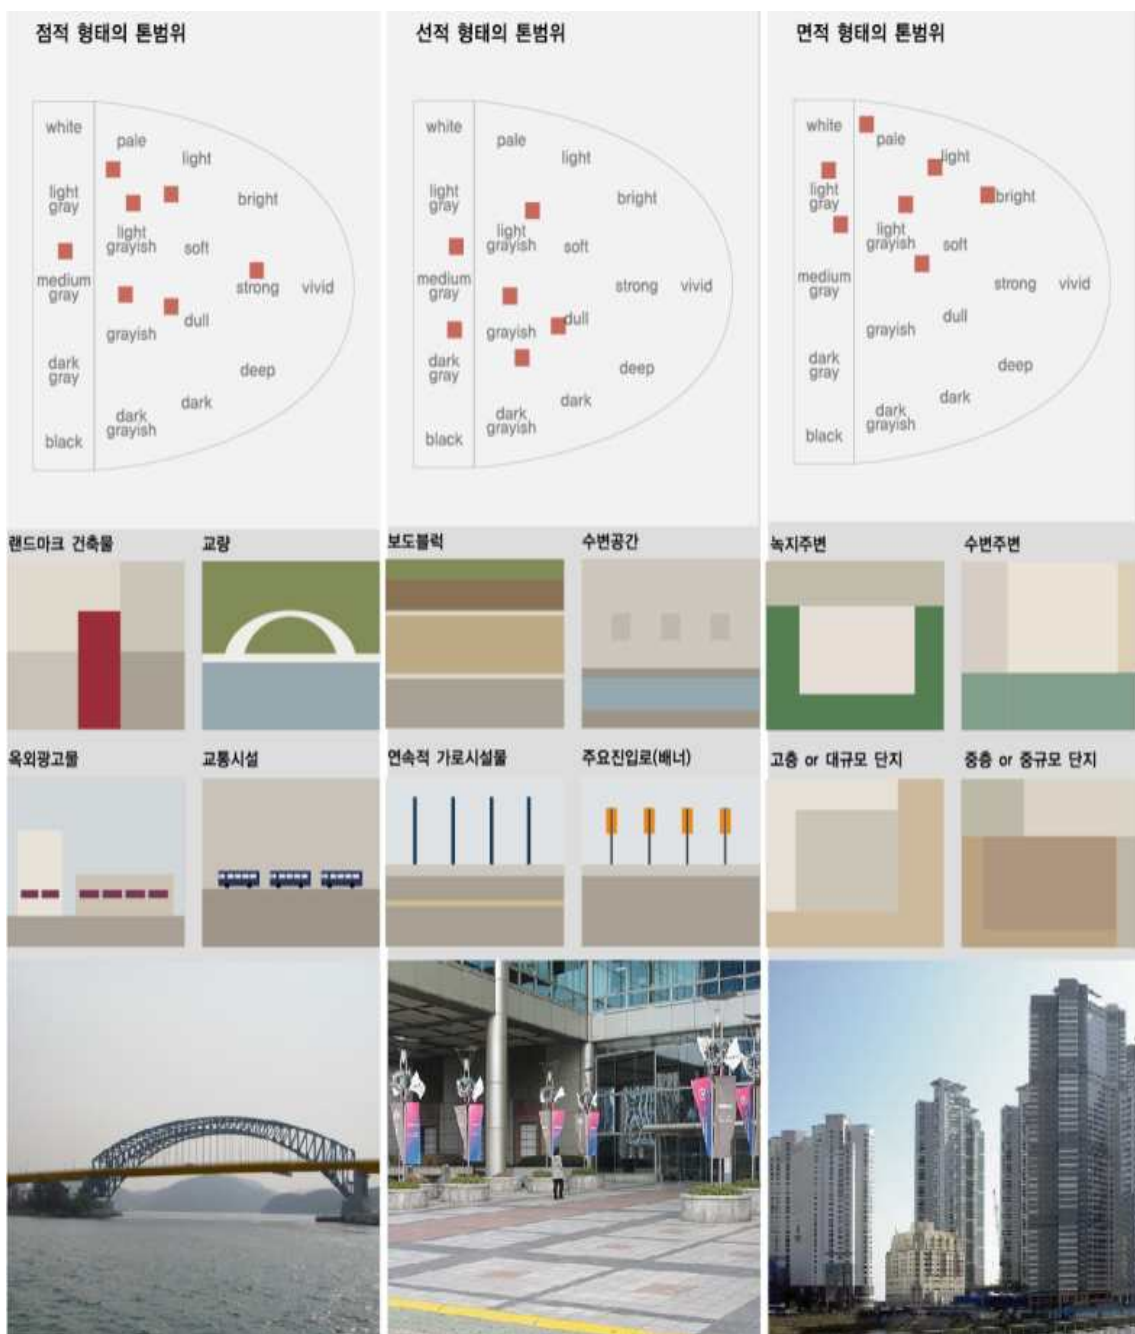 점적 형태의 톤범위
white
pale
light
light
gray
bright
light
grayish
soft
medium
gray
strong
vivid
dull
grayish
dark
gray
deep
dark
dark
grayish
black
선적 형태의 톤범위
white
pale
light
light
gray
bright
light
grayish
soft
medium
gray
strong
vivid
dull
grayish
dark
gray
deep
dark
dark
grayish
black
면적 형태의 톤범위
white
pale
light
light
gray
bright
light
grayish
soft
medium
gray
strong
vivid
dull
grayish
dark
gray
deep
dark
dark
grayish
black
랜드마크 건축물
교량
보도블럭
수변공간
녹지주변
수변주변
옥외광고물
교통시설
연속적 가로시설물
주요진입로(배너)
고층 or 대규모 단지
중층 or 중규모 단지